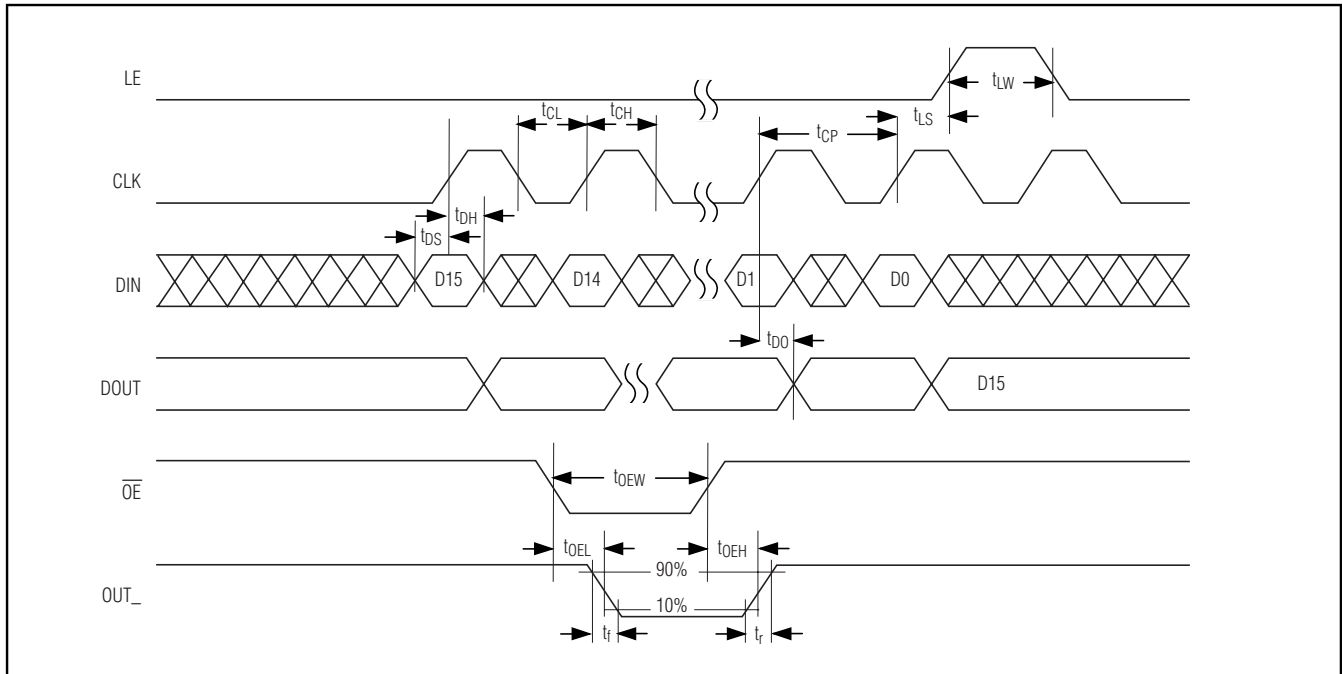 LE
tLW
tCL
tCH
tLS
tCP
CLK
tDH
tDS
DIN
D15
D14
D1
D0
tDO
DOUT
D15
OE
tOEW
tOEL
tOEH
90%
OUT_
10%
tf
tr